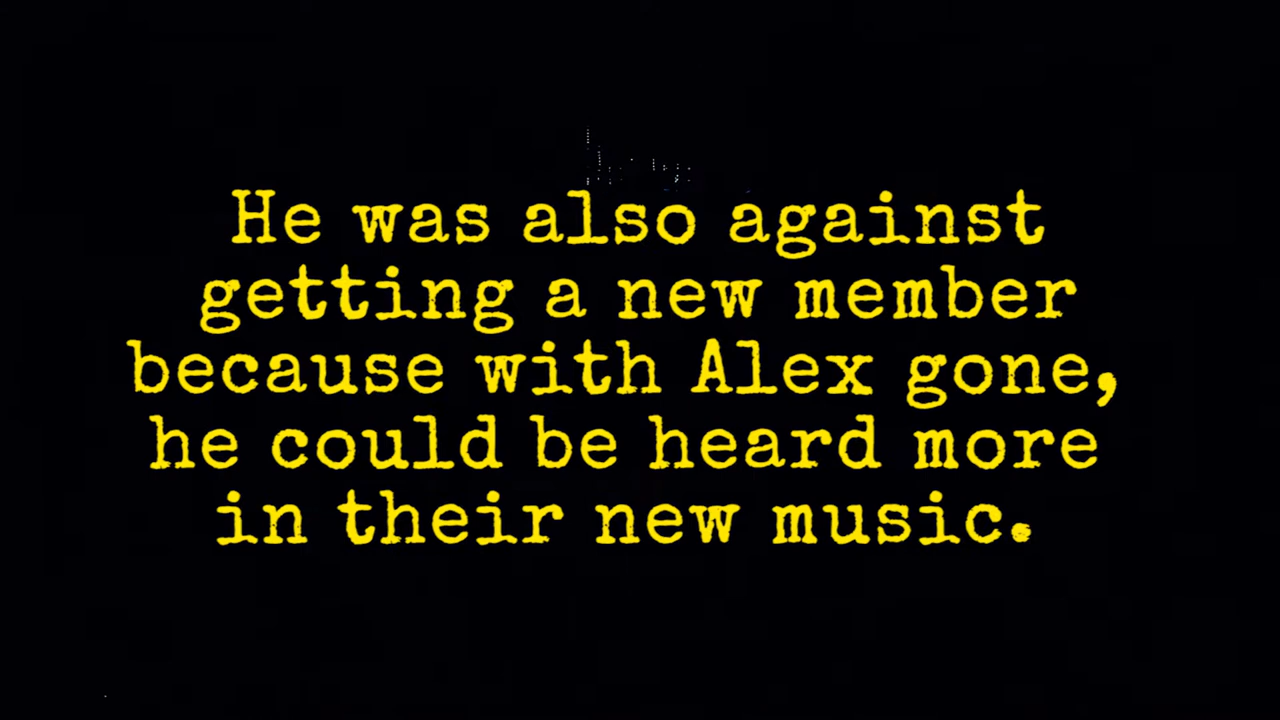 He was also against
getting a new member
because with Alex gone,
he could be heard more
in their new music.